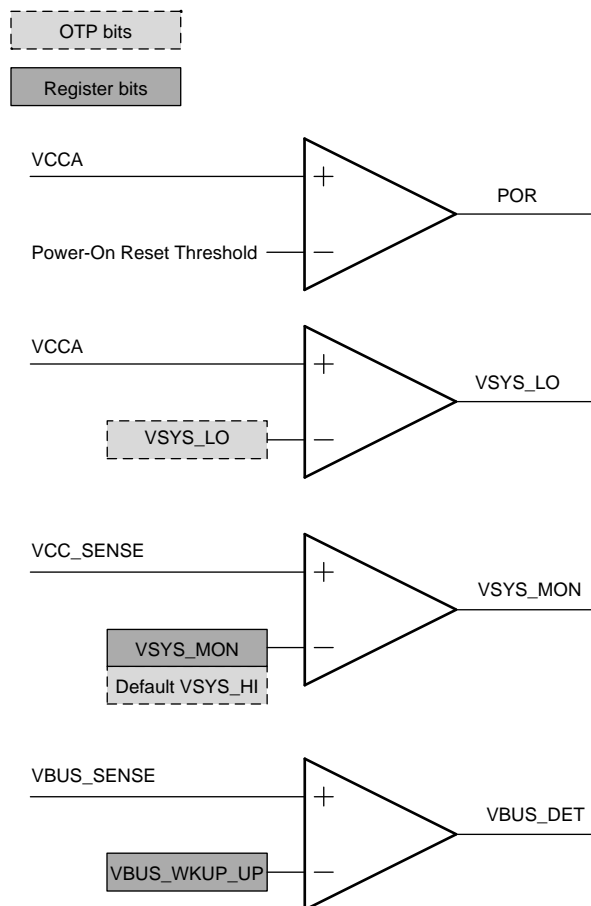 OTP bits
Register bits
VCCA
POR
Power-On Reset Threshold
VCCA
VSYS_LO
VSYS_LO
VCC_SENSE
VSYS_MON
VSYS_MON
Default VSYS_HI
VBUS_SENSE
VBUS_DET
VBUS_WKUP_UP